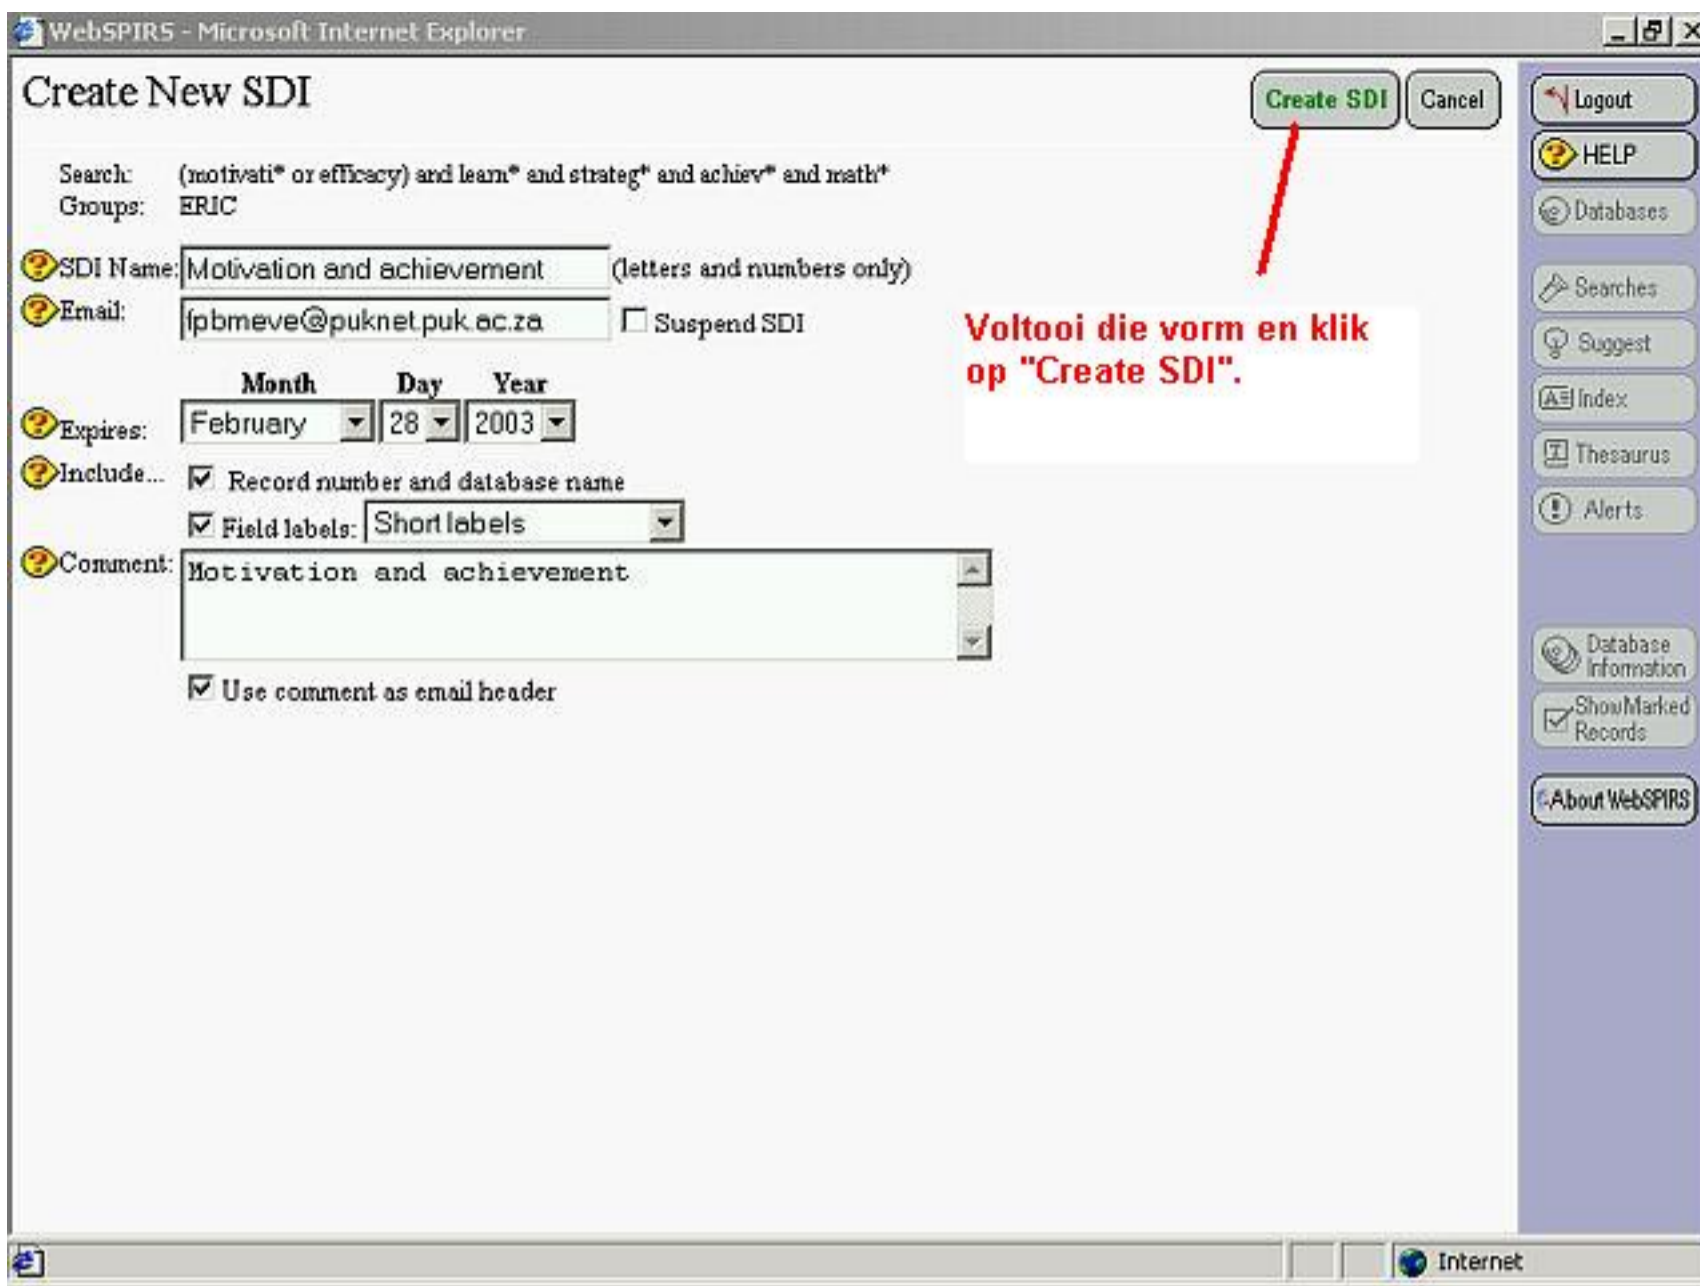 WebSPIRS - Microsoft Internet Explorer
Create New SDI
Create SDI Cancel
Search: (motivati* or efficacy) and learn* and strateg* and achiev* and math*
Groups: ERIC
SDI Name: Motivation and achievement (letters and numbers only)
Email: fpbmeve@puknet.puk.ac.za Suspend SDI
Month Day Year
Expires: February 28 2003
Include... Record number and database name
Field labels: Short labels
Comment: Motivation and achievement
Use comment as email header
Voltooi die vorm en klik
op "Create SDI".
Logout
HELP
Databases
Searches
Suggest
Index
Thesaurus
Alerts
Database
Information
Show Marked
Records
About WebSPIRS
Internet